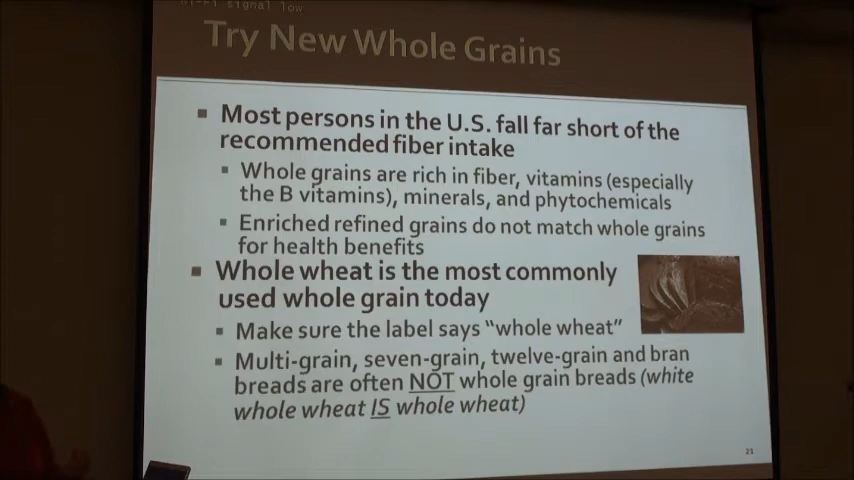 signal low
Try New Whole Grains
▪ Most persons in the U.S. fall far short of the
recommended fiber intake
▪ Whole grains are rich in fiber, vitamins (especially
the B vitamins), minerals, and phytochemicals
▪ Enriched refined grains do not match whole grains
for health benefits
▪ Whole wheat is the most commonly
used whole grain today
▪ Make sure the label says “whole wheat”
▪ Multi-grain, seven-grain, twelve-grain and bran
breads are often NOT whole grain breads (white
whole wheat IS whole wheat)
21